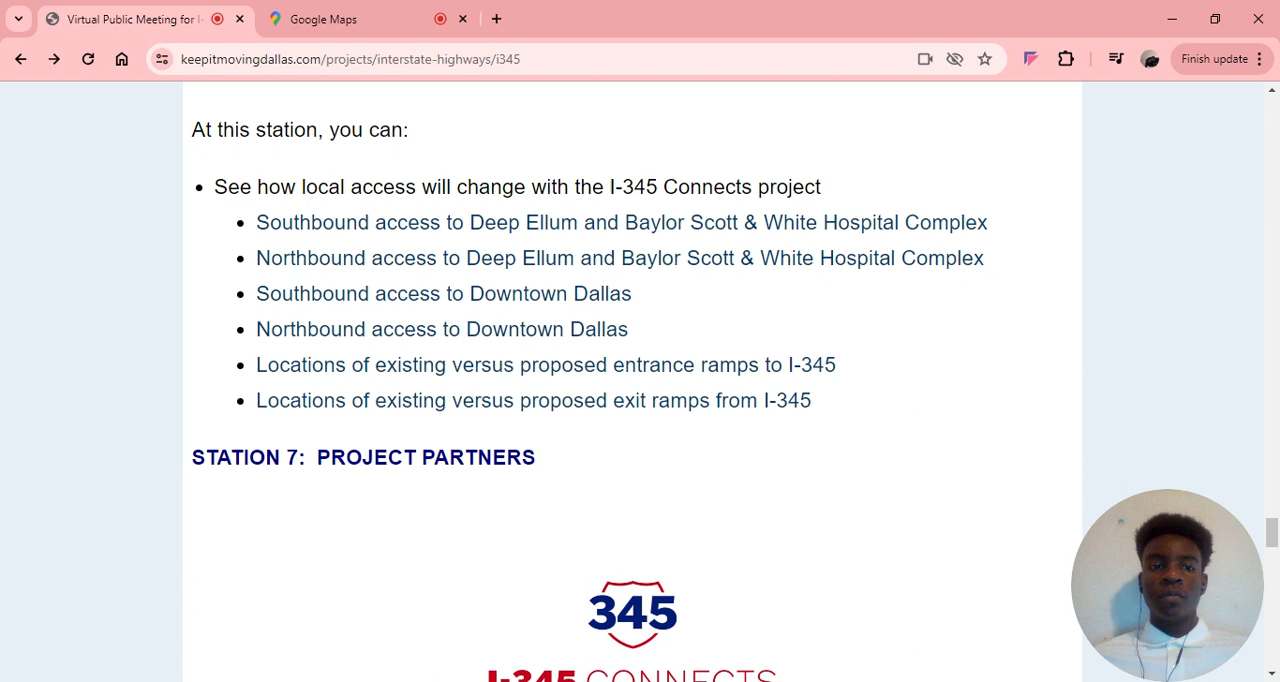 Virtual Public Meeting for I-
Google Maps
keepitmovingdallas.com/projects/interstate-highways/i345
Finish update
At this station, you can:
See how local access will change with the I-345 Connects project
Southbound access to Deep Ellum and Baylor Scott & White Hospital Complex
Northbound access to Deep Ellum and Baylor Scott & White Hospital Complex
Southbound access to Downtown Dallas
Northbound access to Downtown Dallas
Locations of existing versus proposed entrance ramps to I-345
Locations of existing versus proposed exit ramps from I-345
STATION 7: PROJECT PARTNERS
345
I-345 CONNECTS